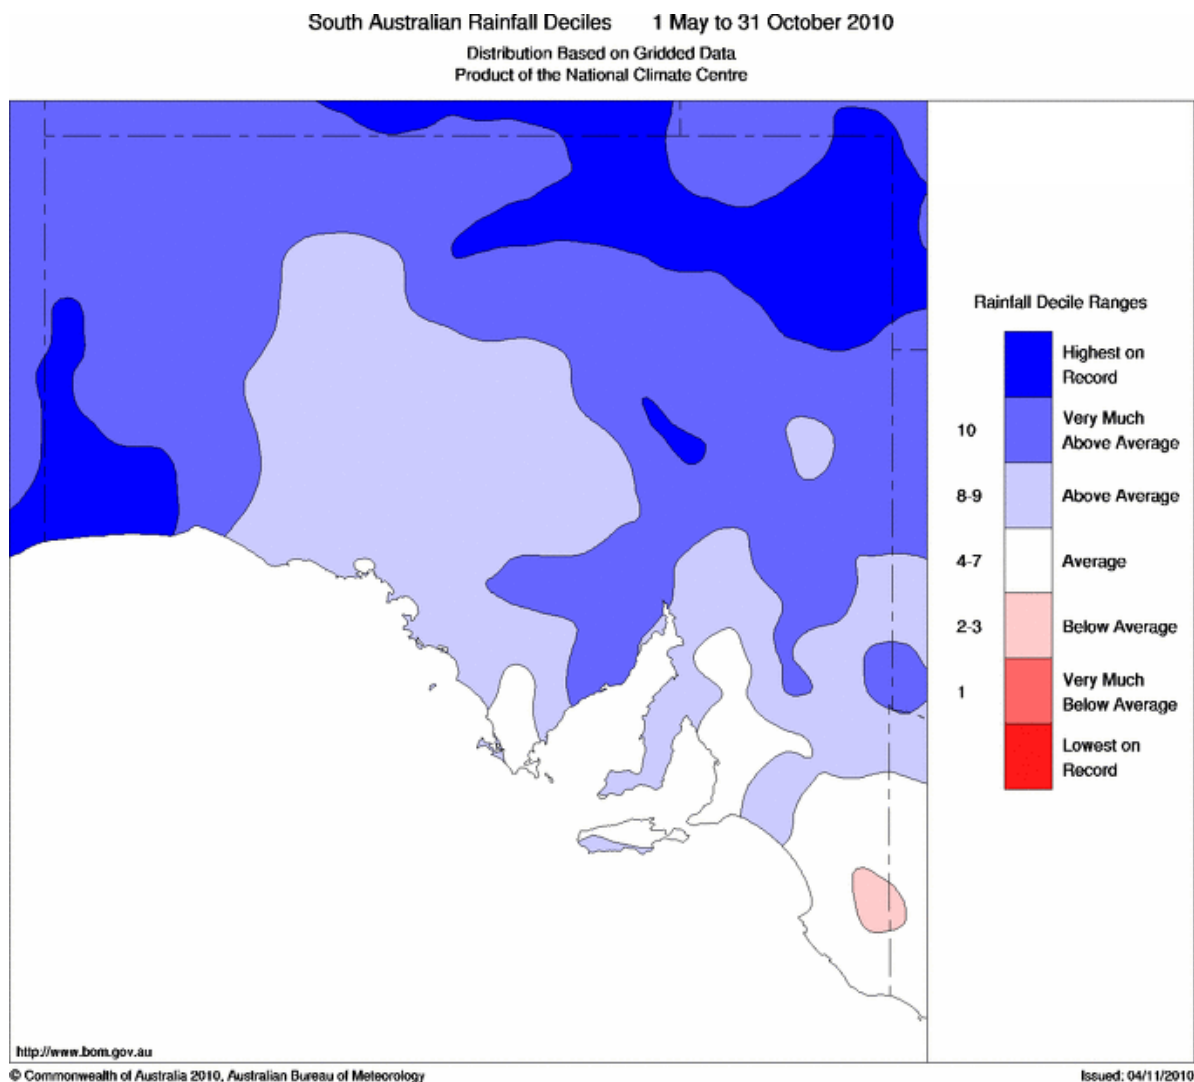 South Australian Rainfall Deciles 1 May to 31 October 2010
Distribution Based on Gridded Data
Product of the National Climate Centre
Rainfall Decile Ranges
Highest on
Record
10
Very Much
Above Average
8-9
Above Average
4-7
Average
2-3
Below Average
1
Very Much
Below Average
Lowest on
Record
http://www.bom.gov.au
© Commonwealth of Australia 2010, Australian Bureau of Meteorology
Issued: 04/11/2010